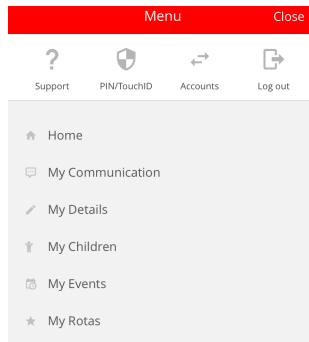 Menu Close
Support PIN/TouchID Accounts Log out
Home
My Communication
My Details
My Children
My Events
My Rotas